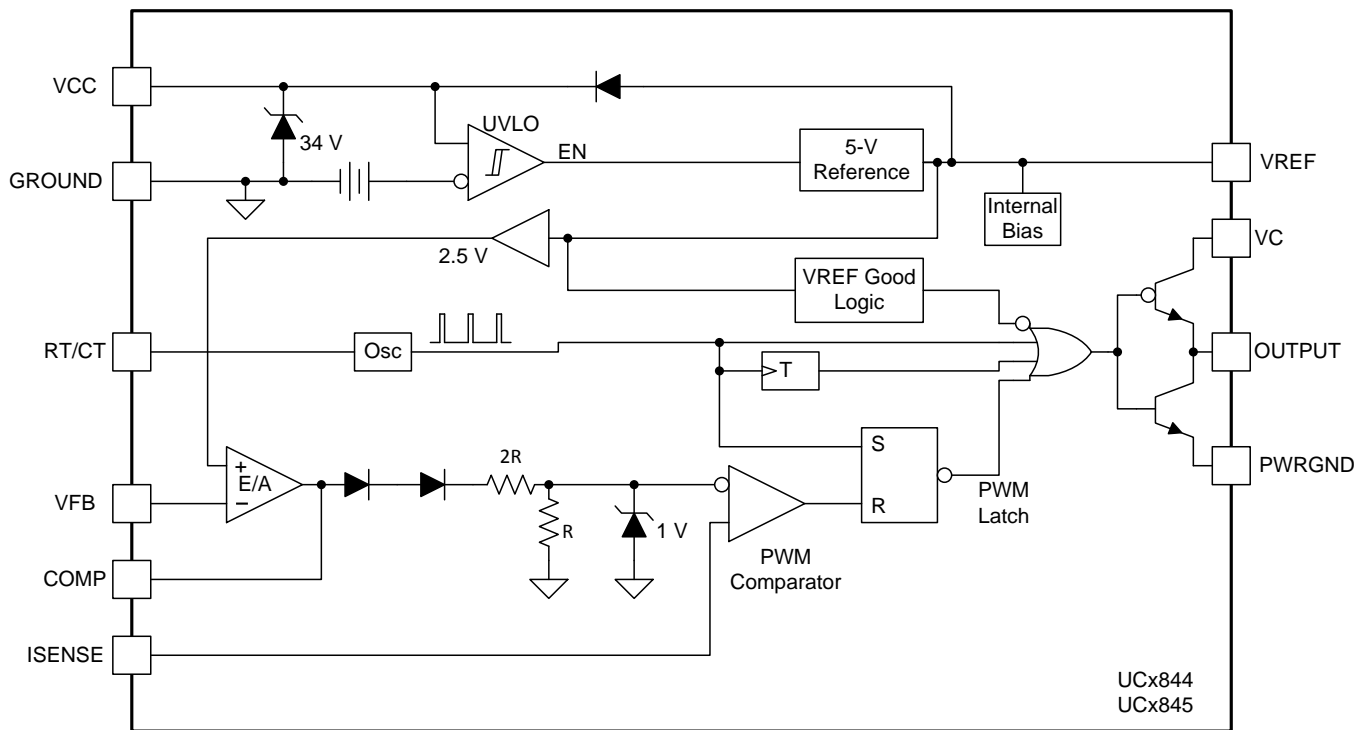 VCC
34 V
UVLO
EN
5-V
Reference
VREF
GROUND
Internal
Bias
VC
2.5 V
VREF Good
Logic
RT/CT
Osc
T
OUTPUT
+
E/A
−
2R
R
1 V
S
R
PWM
Latch
PWRGND
VFB
PWM
Comparator
COMP
ISENSE
UCx844
UCx845